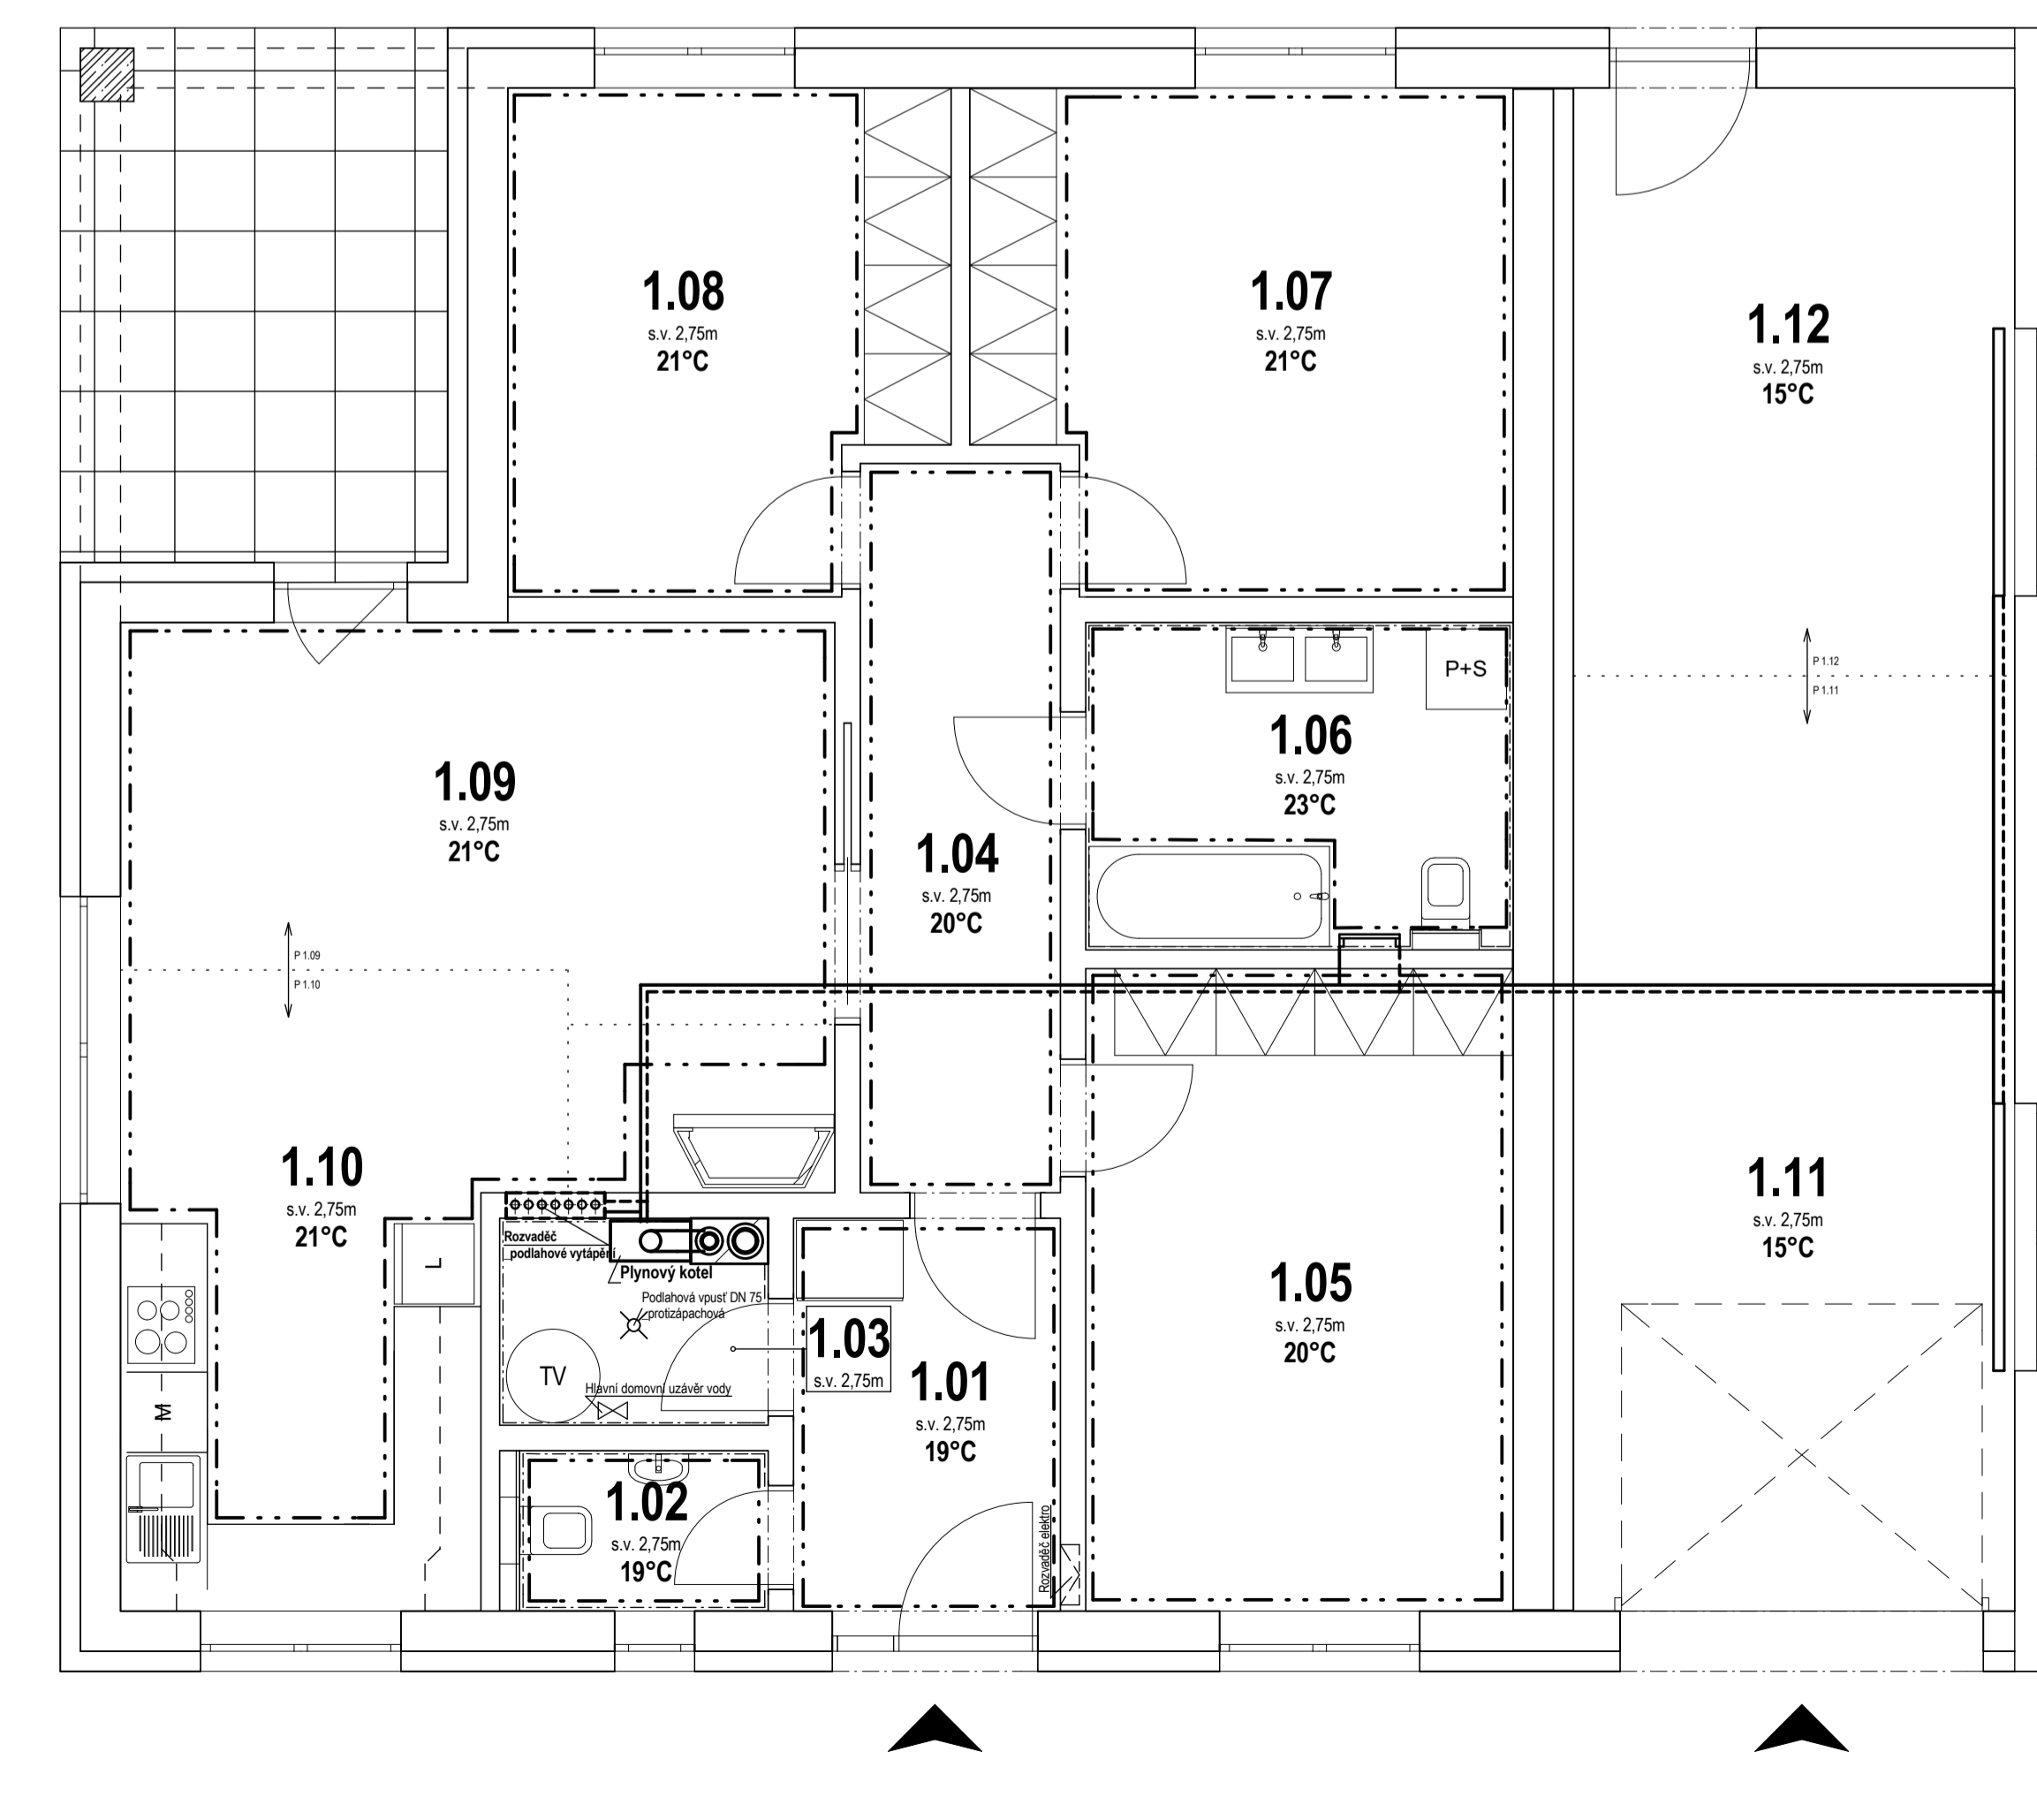 1.08
s.v. 2,75m
21°C
1.07
s.v. 2,75m
21°C
1.12
s.v. 2,75m
15°C
P 1.12
P 1.11
P+S
1.06
s.v. 2,75m
23°C
1.09
s.v. 2,75m
21°C
1.04
s.v. 2,75m
20°C
P 1.09
P 1.10
1.10
s.v. 2,75m
21°C
1.11
s.v. 2,75m
15°C
Rozvaděč
podlahové vytápění
Plynový kotel
Podlahová vpusť DN 75
protizápachová
L
1.03
s.v. 2,75m
1.05
s.v. 2,75m
20°C
TV
Hlavní domovní uzávěr vody
1.01
s.v. 2,75m
19°C
M
1.02
s.v. 2,75m
19°C
Rozvaděč elektro